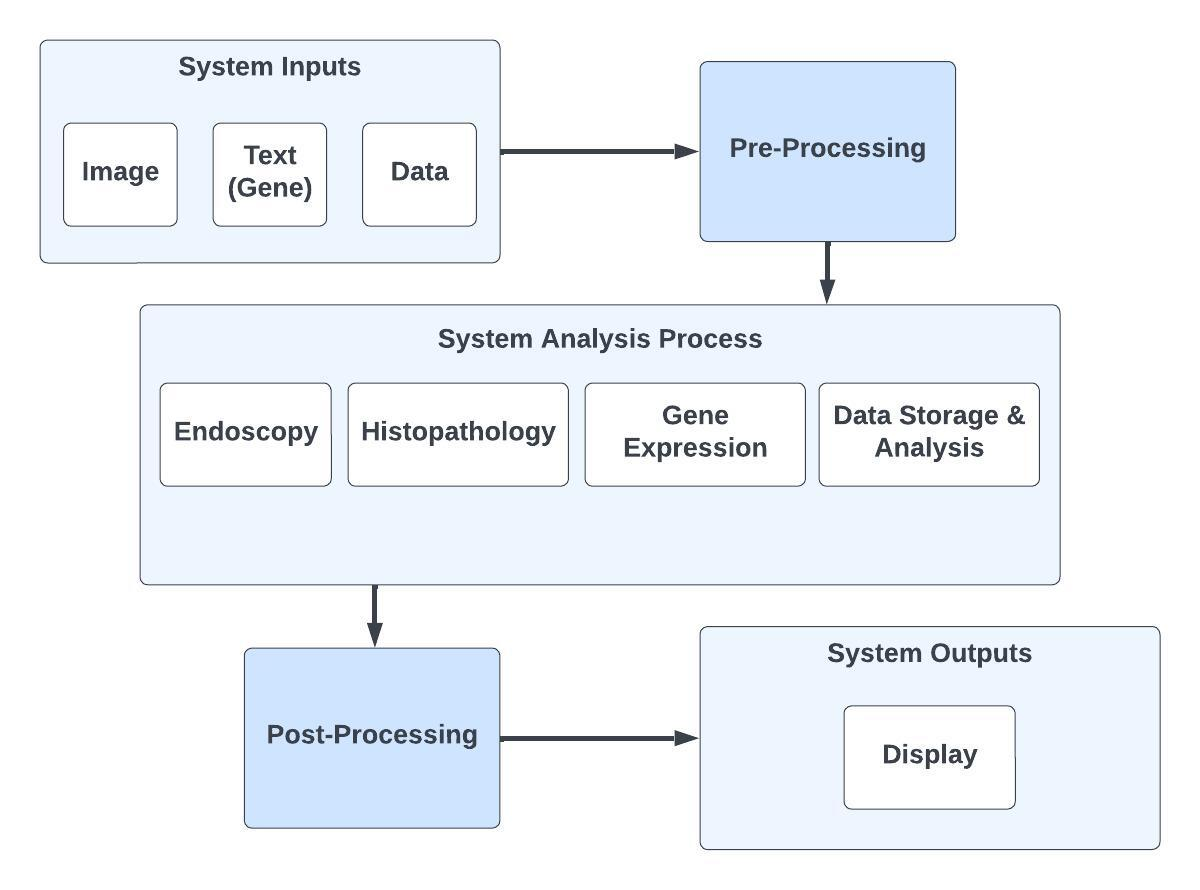 System Inputs
Image
Text
(Gene)
Data
Pre-Processing
System Analysis Process
Endoscopy
Histopathology
Gene
Expression
Data Storage &
Analysis
Post-Processing
System Outputs
Display